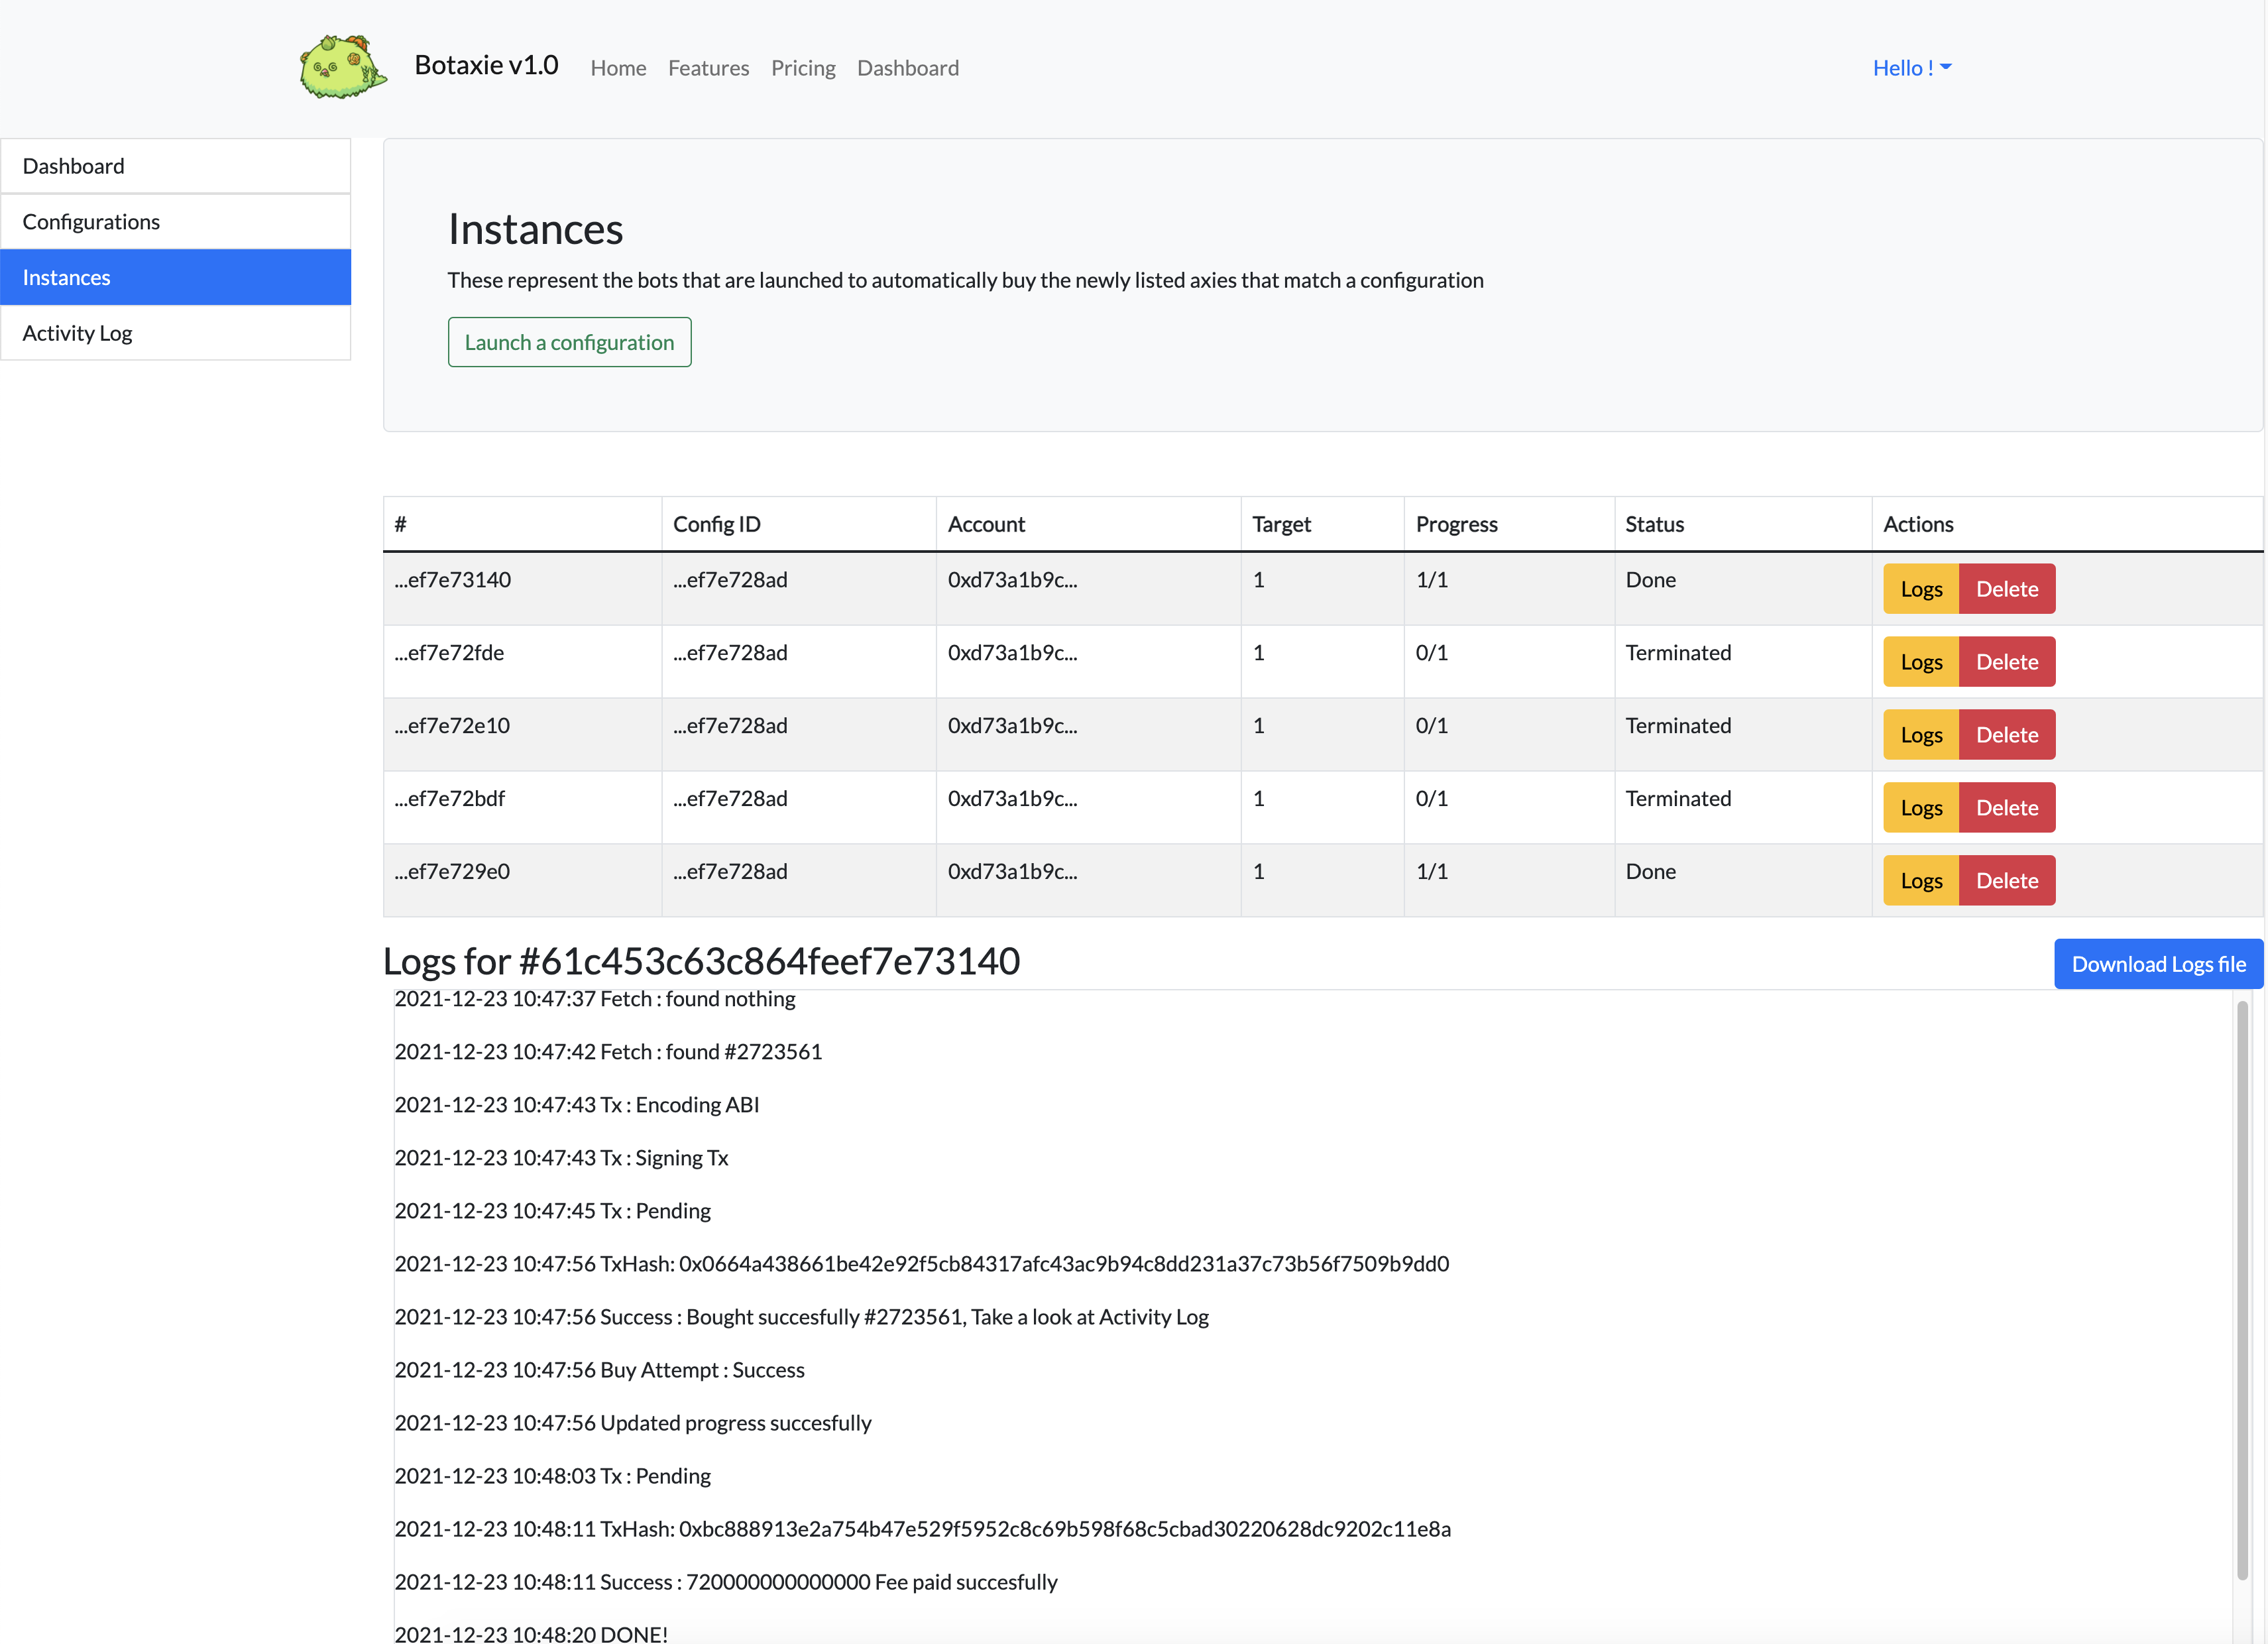 Botaxie v1.0 Home Features Pricing Dashboard Hello !
Dashboard
Configurations
Instances
Activity Log
Instances
These represent the bots that are launched to automatically buy the newly listed axies that match a configuration
Launch a configuration
# Config ID Account Target Progress Status Actions
...ef7e73140 ...ef7e728ad 0xd73a1b9c... 1 1/1 Done Logs Delete
...ef7e72fde ...ef7e728ad 0xd73a1b9c... 1 0/1 Terminated Logs Delete
...ef7e72e10 ...ef7e728ad 0xd73a1b9c... 1 0/1 Terminated Logs Delete
...ef7e72bdf ...ef7e728ad 0xd73a1b9c... 1 0/1 Terminated Logs Delete
...ef7e729e0 ...ef7e728ad 0xd73a1b9c... 1 1/1 Done Logs Delete
Logs for #61c453c63c864feef7e73140 Download Logs file
2021-12-23 10:47:37 Fetch : found nothing
2021-12-23 10:47:42 Fetch : found #2723561
2021-12-23 10:47:43 Tx : Encoding ABI
2021-12-23 10:47:43 Tx : Signing Tx
2021-12-23 10:47:45 Tx : Pending
2021-12-23 10:47:56 TxHash: 0x0664a438661be42e92f5cb84317afc43ac9b94c8dd231a37c73b56f7509b9dd0
2021-12-23 10:47:56 Success : Bought succesfully #2723561, Take a look at Activity Log
2021-12-23 10:47:56 Buy Attempt : Success
2021-12-23 10:47:56 Updated progress succesfully
2021-12-23 10:48:03 Tx : Pending
2021-12-23 10:48:11 TxHash: 0xbc888913e2a754b47e529f5952c8c69b598f68c5cbad30220628dc9202c11e8a
2021-12-23 10:48:11 Success : 720000000000000 Fee paid succesfully
2021-12-23 10:48:20 DONE!